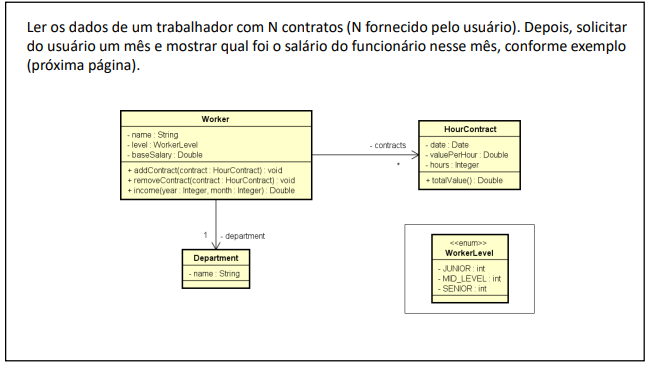 Ler os dados de um trabalhador com N contratos (N fornecido pelo usuário). Depois, solicitar
do usuário um mês e mostrar qual foi o salário do funcionário nesse mês, conforme exemplo
(próxima página).
Worker
- name : String
- level : WorkerLevel
- baseSalary : Double
+ addContract(contract : HourContract) : void
+ removeContract(contract : HourContract) : void
+ income(year : Integer, month : Integer) : Double
- contracts
*
HourContract
- date : Date
- valuePerHour : Double
- hours : Integer
+ totalValue() : Double
1
- department
Department
- name : String
<<enum>>
WorkerLevel
- JUNIOR : int
- MID_LEVEL : int
- SENIOR : int